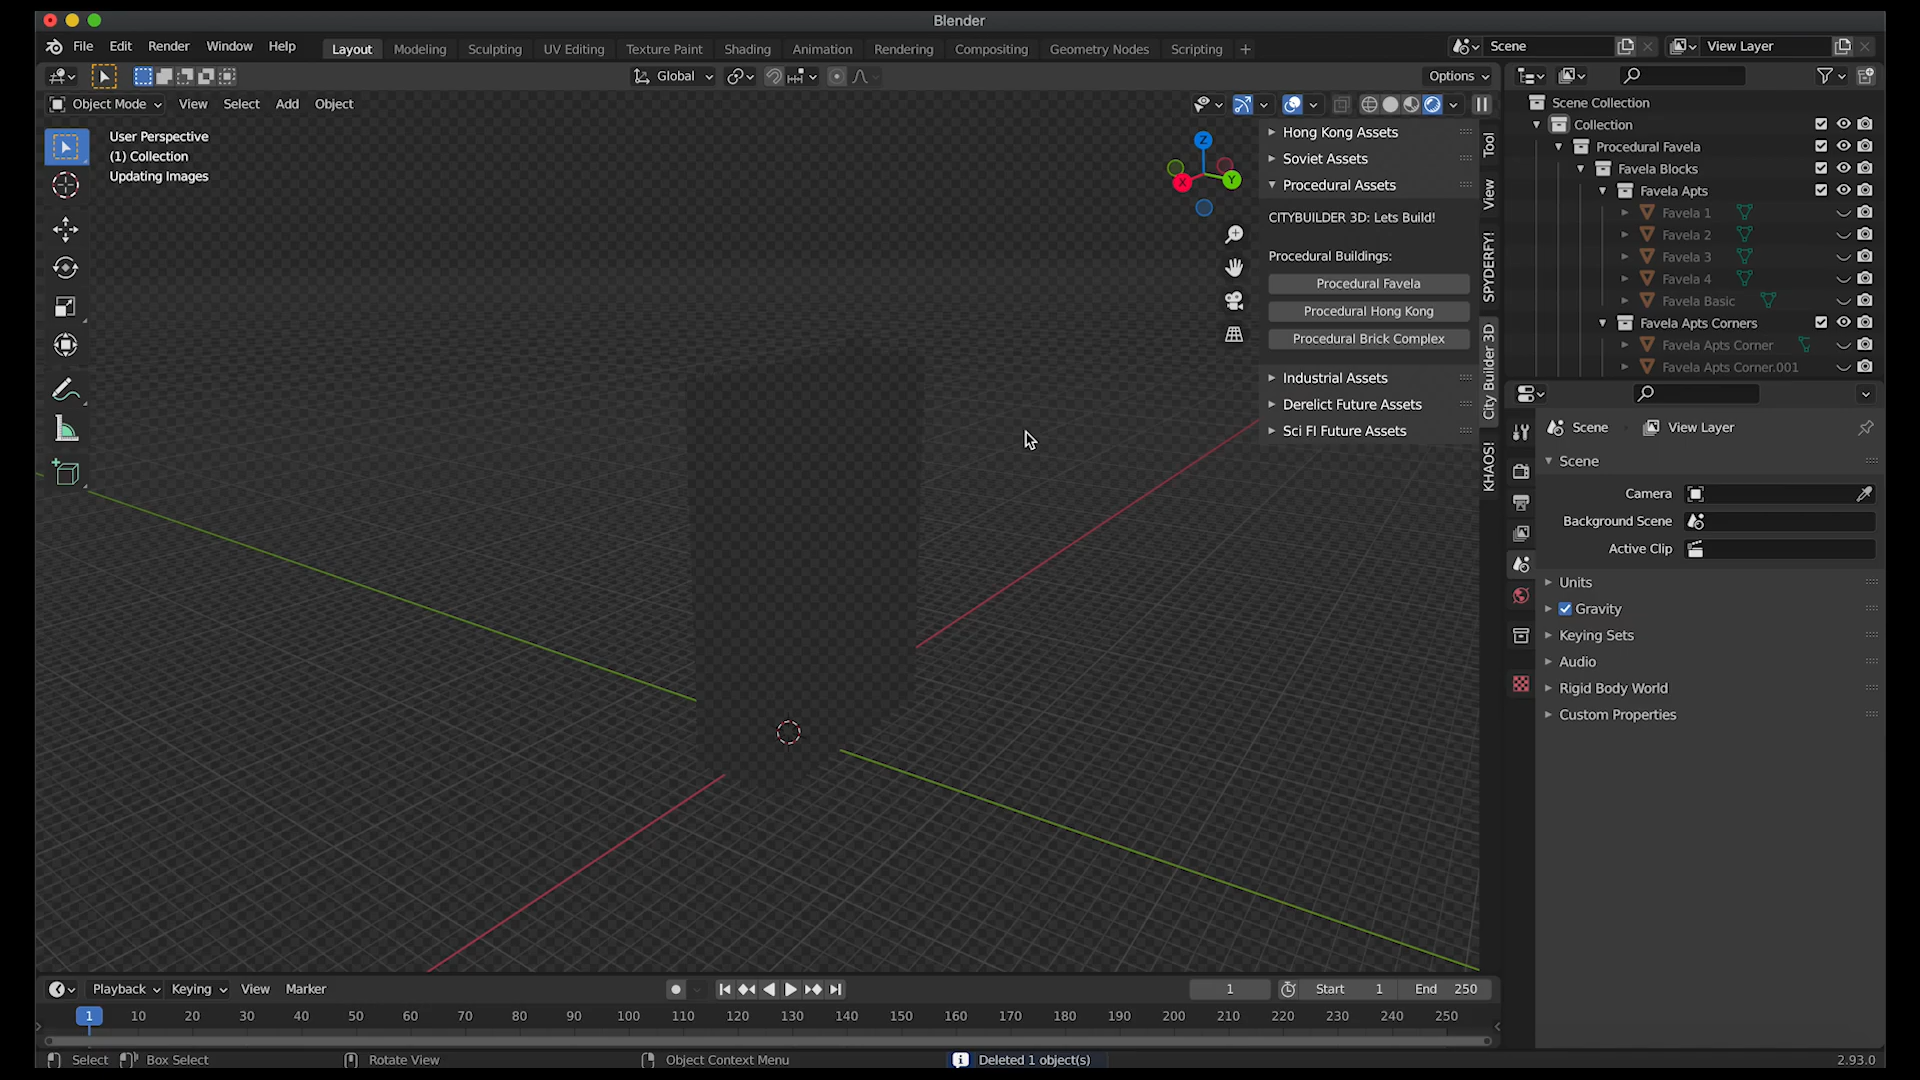 Blender
File Edit Render Window Help Layout Modeling Sculpting UV Editing Texture Paint Shading Animation Rendering Compositing Geometry Nodes Scripting + Scene View Layer
Global Options
Object Mode View Select Add Object
User Perspective
(1) Collection
Updating Images
Z
X
Y
Hong Kong Assets
Soviet Assets
Procedural Assets
CITYBUILDER 3D: Lets Build!
Procedural Buildings:
Procedural Favela
Procedural Hong Kong
Procedural Brick Complex
Industrial Assets
Derelict Future Assets
Sci FI Future Assets
Tool
View
SPYDERFY!
City Builder 3D
KHAOS!
Scene Collection
Collection
Procedural Favela
Favela Blocks
Favela Apts
Favela 1
Favela 2
Favela 3
Favela 4
Favela Basic
Favela Apts Corners
Favela Apts Corner
Favela Apts Corner.001
Scene View Layer
Scene
Camera
Background Scene
Active Clip
Units
Gravity
Keying Sets
Audio
Rigid Body World
Custom Properties
Playback Keying View Marker 1 Start 1 End 250
1 10 20 30 40 50 60 70 80 90 100 110 120 130 140 150 160 170 180 190 200 210 220 230 240 250
Select Box Select Rotate View Object Context Menu Deleted 1 object(s) 2.93.0